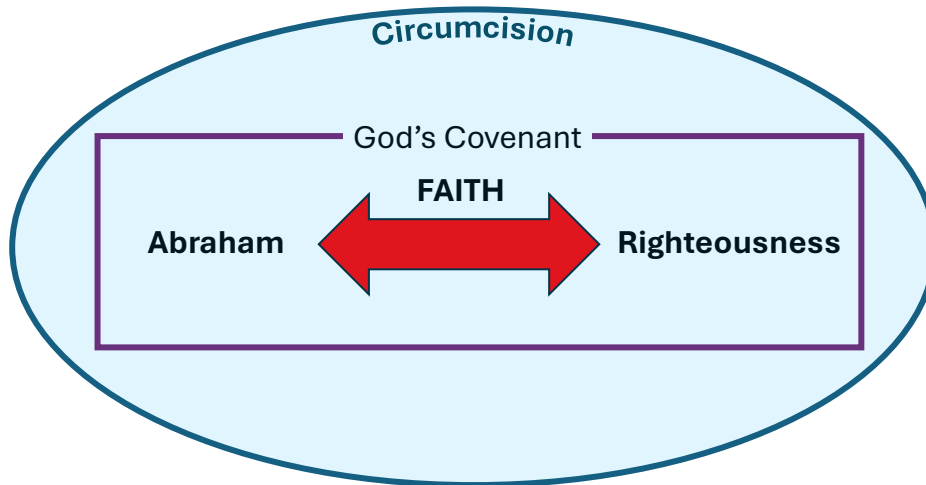 Circumcision
God's Covenant
FAITH
Abraham
Righteousness